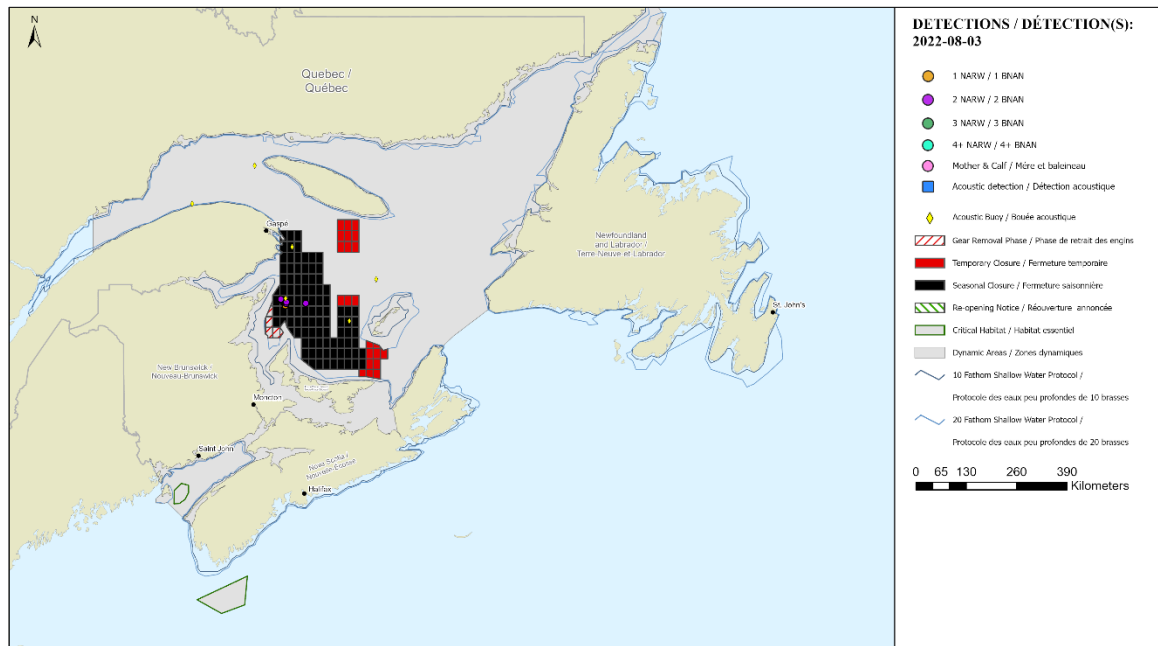 N
Quebec /
Québec
Gaspé
Newfoundland
and Labrador /
Terre-Neuve et Labrador
St. John's
New Brunswick /
Nouveau-Brunswick
Moncton
Saint John
Nova Scotia /
Nouvelle-Écosse
Halifax
DETECTIONS / DÉTECTION(S):
2022-08-03
1 NARW / 1 BNAN
2 NARW / 2 BNAN
3 NARW / 3 BNAN
4+ NARW / 4+ BNAN
Mother & Calf / Mére et baleineau
Acoustic detection / Détection acoustique
Acoustic Buoy / Bouée acoustique
Gear Removal Phase / Phase de retrait des engins
Temporary Closure / Fermeture temporaire
Seasonal Closure / Fermeture saisonnière
Re-opening Notice / Réouverture annoncée
Critical Habitat / Habitat essentiel
Dynamic Areas / Zones dynamiques
10 Fathom Shallow Water Protocol /
Protocole des eaux peu profondes de 10 brasses
20 Fathom Shallow Water Protocol /
Protocole des eaux peu profondes de 20 brasses
0 65 130 260 390
Kilometers